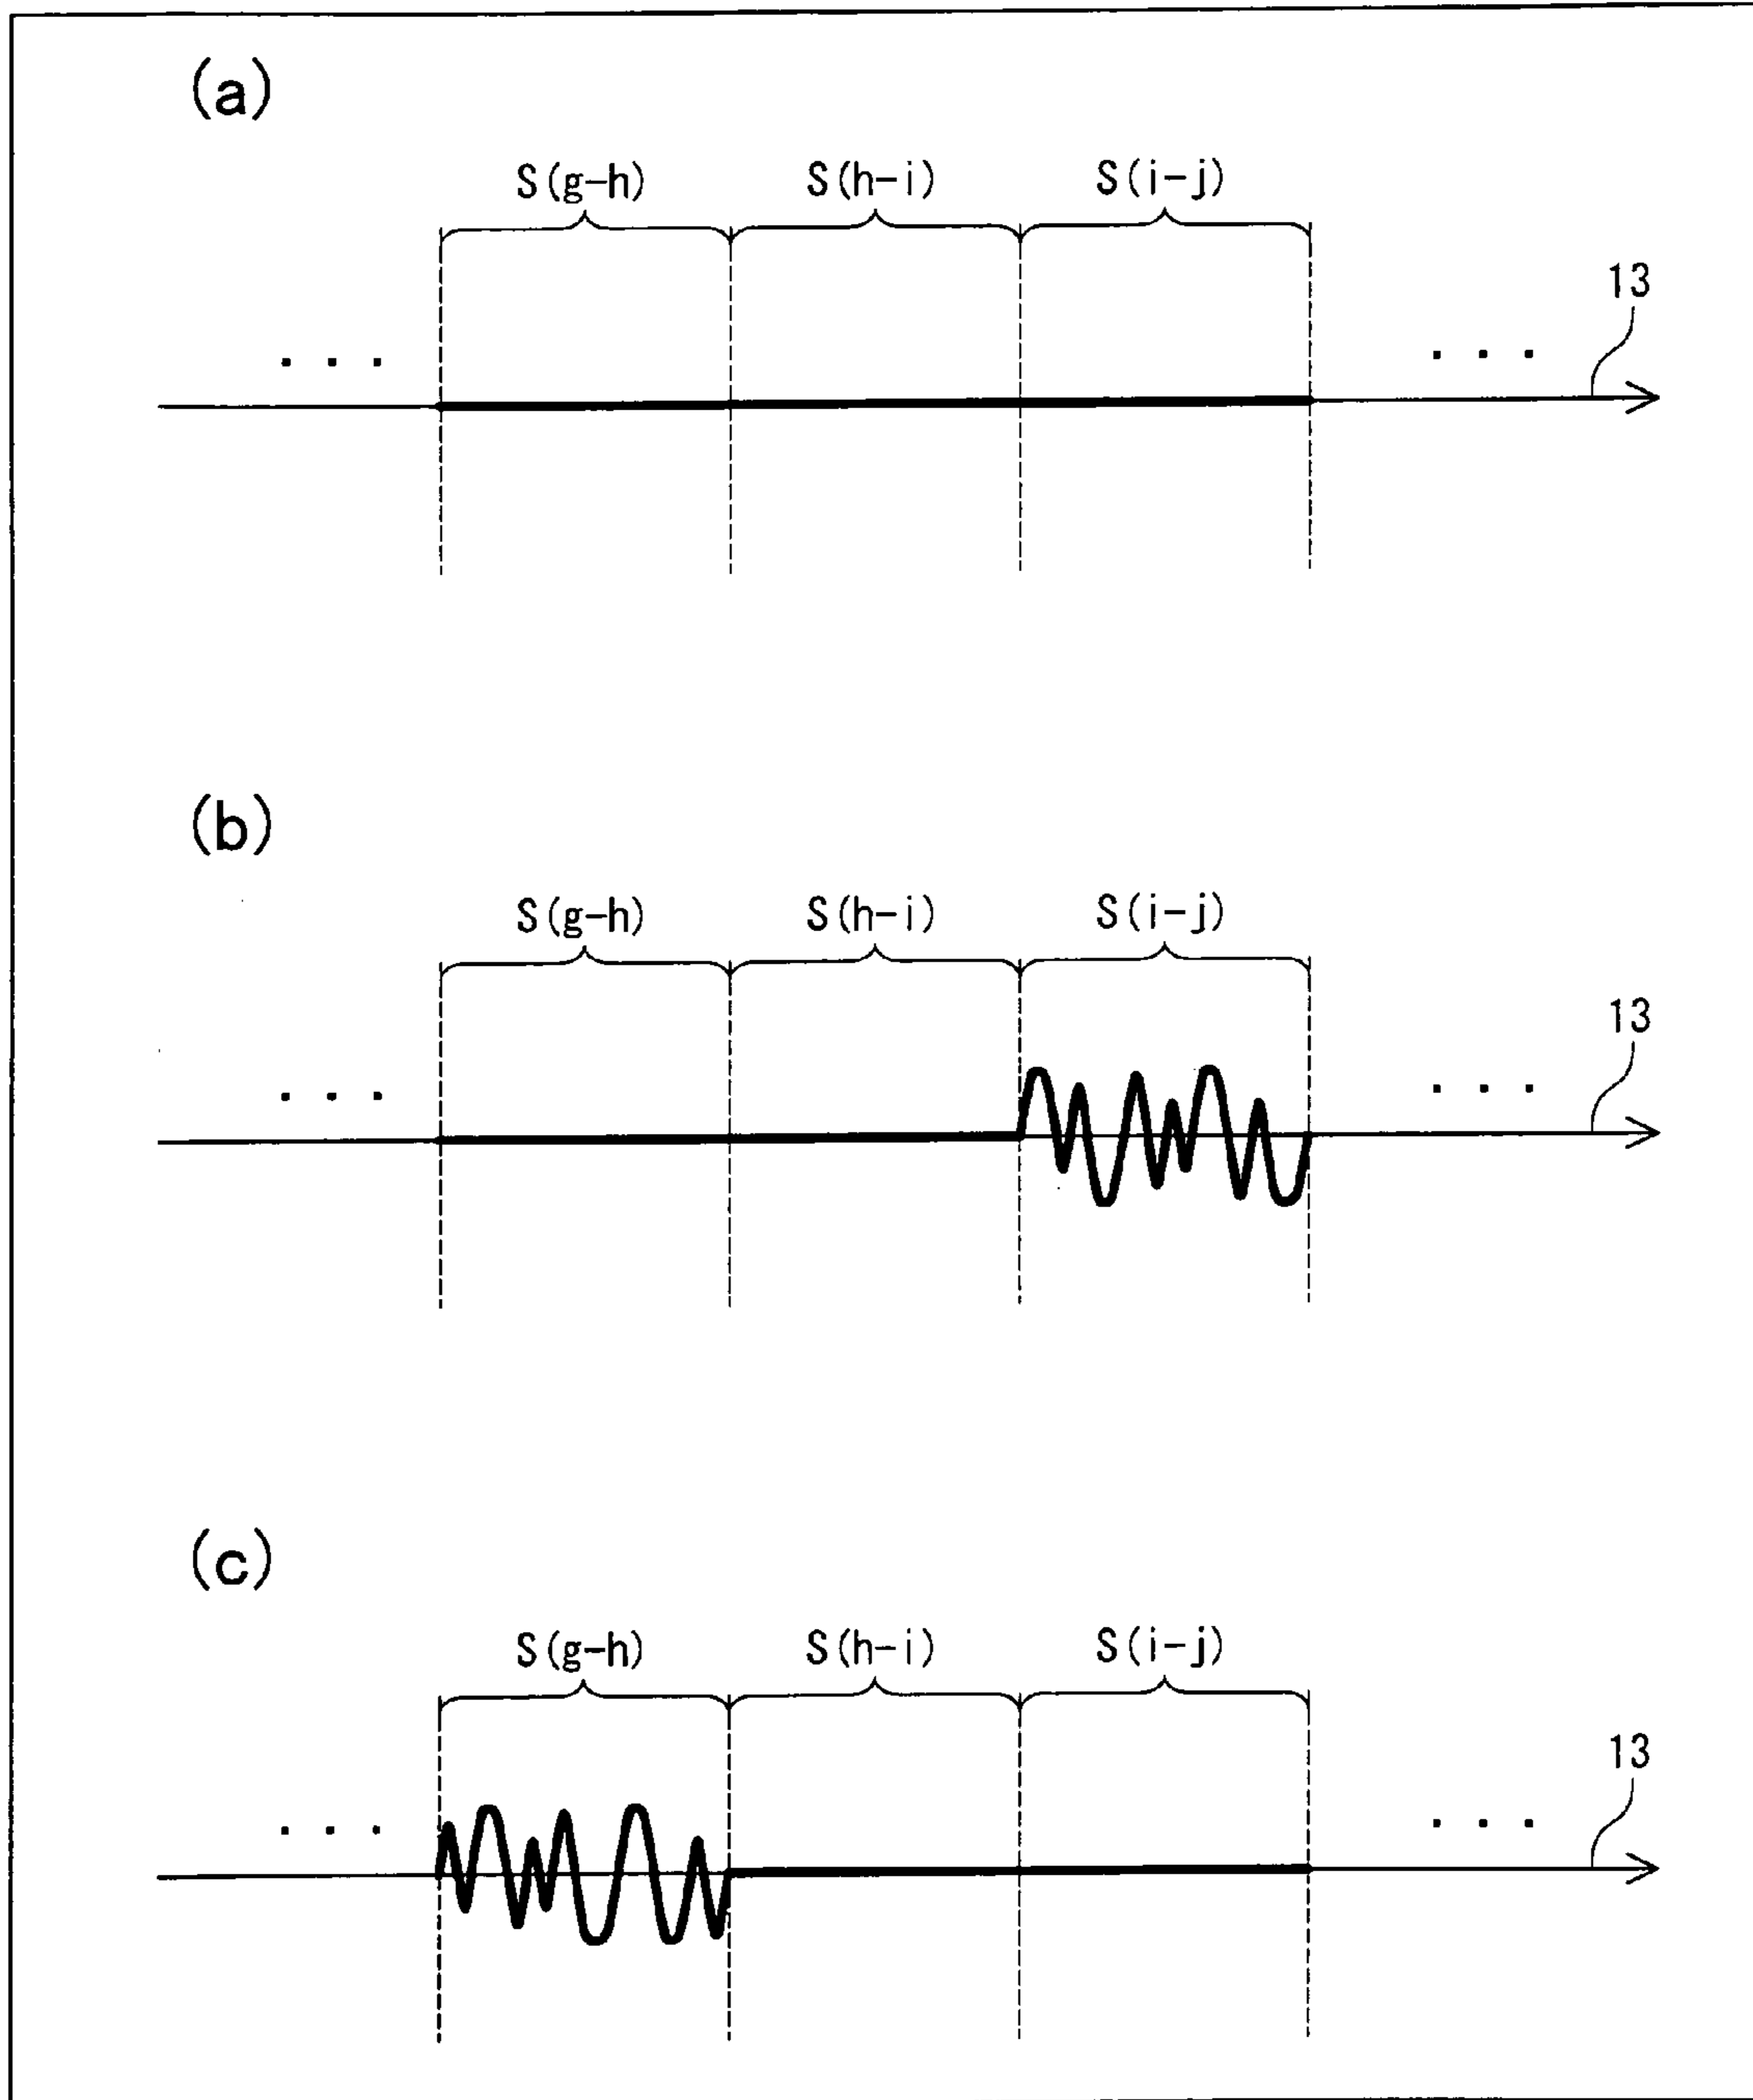 (a)
S(g-h) S(h-i) S(i-j)
13
. . . . . .
(b)
S(g-h) S(h-i) S(i-j)
13
. . . . . .
(c)
S(g-h) S(h-i) S(i-j)
13
. . . . . .